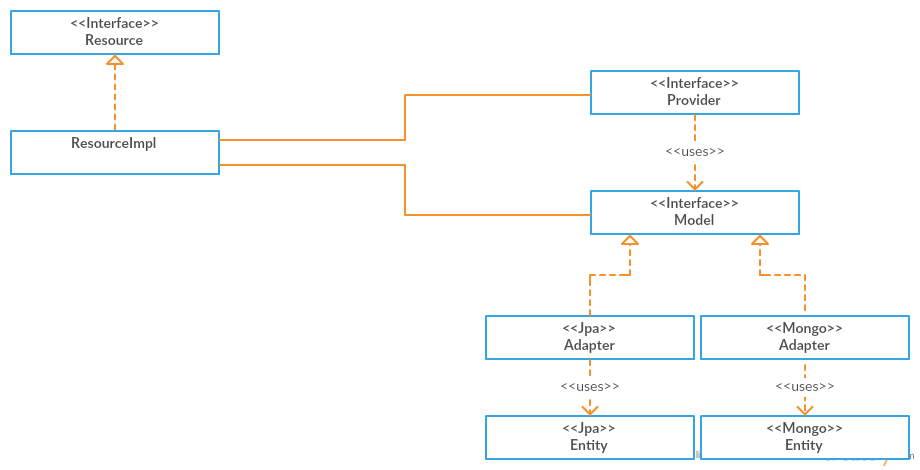 <<Interface>>
Resource
ResourceImpl
<<Interface>>
Provider
<<uses>>
<<Interface>>
Model
<<Jpa>>
Adapter
<<Mongo>>
Adapter
<<uses>>
<<uses>>
<<Jpa>>
Entity
<<Mongo>>
Entity